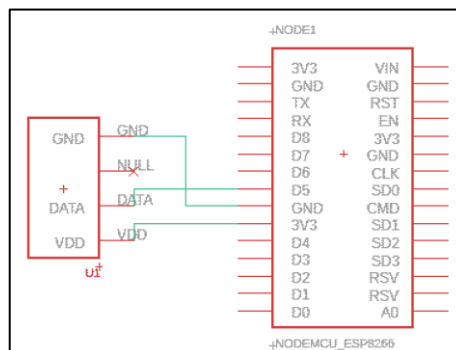 NODE1
3V3 VIN
GND GND
TX RST
RX EN
D8 3V3
D7 GND
D6 CLK
D5 SD0
GND CMD
3V3 SD1
D4 SD2
D3 SD3
D2 RSV
D1 RSV
D0 A0
NODEMCU_ESP8266
GND GND
NULL
DATA DATA
VDD VDD
U1